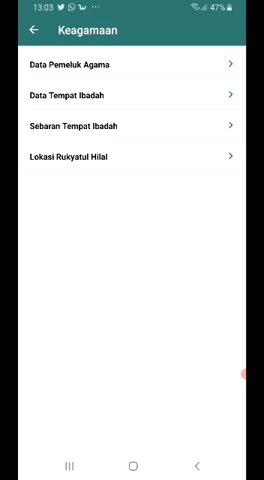 13:03
47%
Keagamaan
Data Pemeluk Agama
Data Tempat Ibadah
Sebaran Tempat Ibadah
Lokasi Rukyatul Hilal